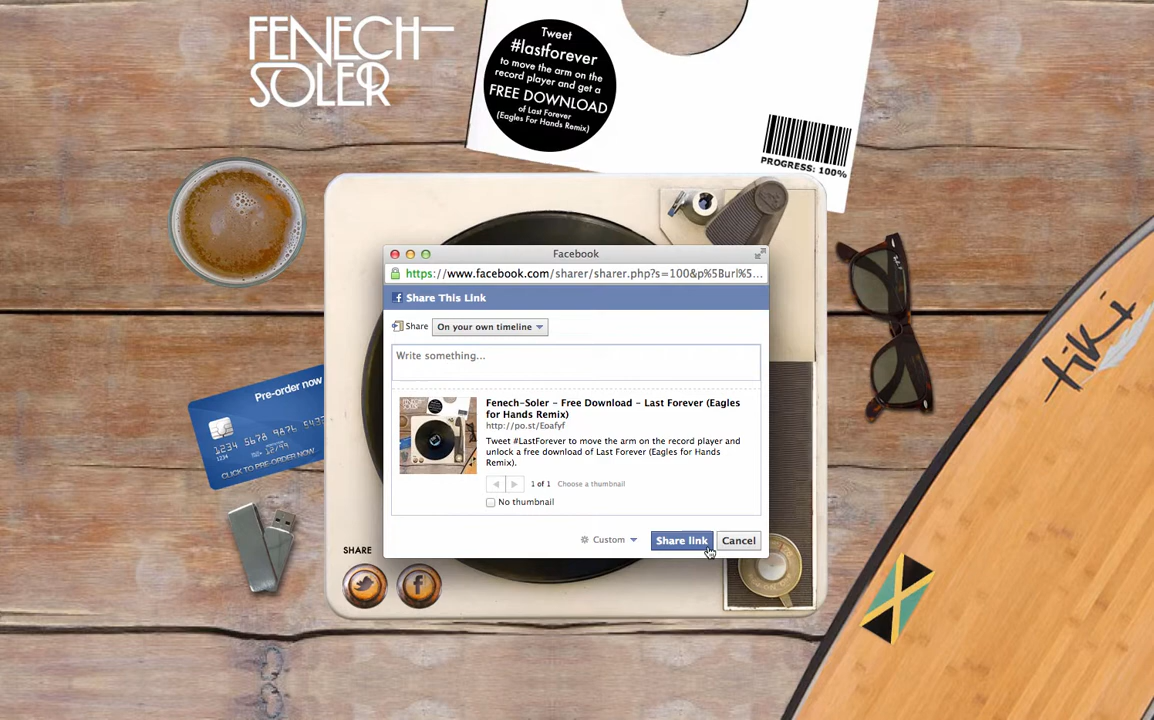 FENECH-
SOLER
Tweet
#lastforever
to move the arm on the
record player and get a
FREE DOWNLOAD
of Last Forever
(Eagles For Hands Remix)
PROGRESS: 100%
Facebook
https://www.facebook.com/sharer/sharer.php?s=100&p%5Burl%5...
f Share This Link
Share On your own timeline
Write something...
Fenech-Soler - Free Download - Last Forever (Eagles
for Hands Remix)
http://po.st/Eoafyf
Tweet #LastForever to move the arm on the record player and
unlock a free download of Last Forever (Eagles for Hands
Remix).
1 of 1 Choose a thumbnail
No thumbnail
Custom Share link Cancel
Pre-order now
1234 5678 9876 543
1234 12/99
CLICK TO PRE-ORDER NOW
SHARE
f
tiki